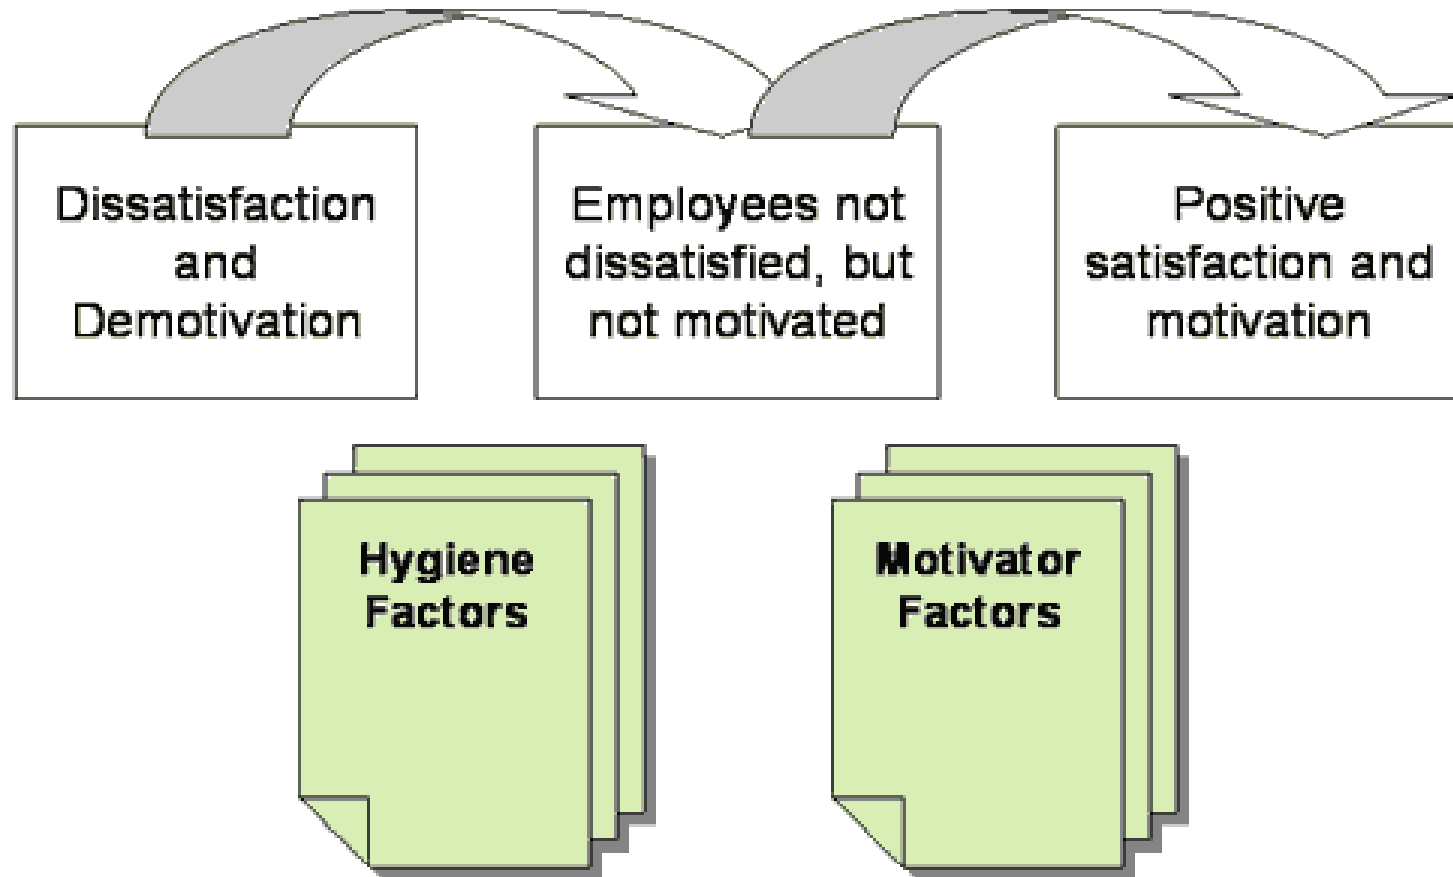 Dissatisfaction
and
Demotivation
Employees not
dissatisfied, but
not motivated
Positive
satisfaction and
motivation
Hygiene
Factors
Motivator
Factors